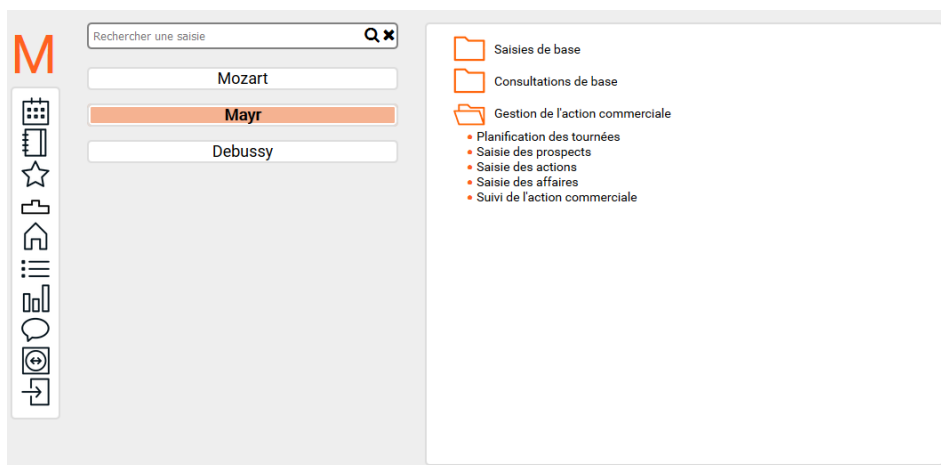 M
Rechercher une saisie
Mozart
Mayr
Debussy
Saisies de base
Consultations de base
Gestion de l'action commerciale
Planification des tournées
Saisie des prospects
Saisie des actions
Saisie des affaires
Suivi de l'action commerciale